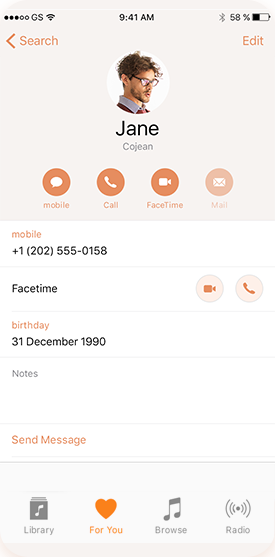 GS 9:41 AM 58 %
Search Edit
Jane
Cojean
mobile Call FaceTime Mail
mobile
+1 (202) 555-0158
Facetime
birthday
31 December 1990
Notes
Send Message
Library For You Browse Radio